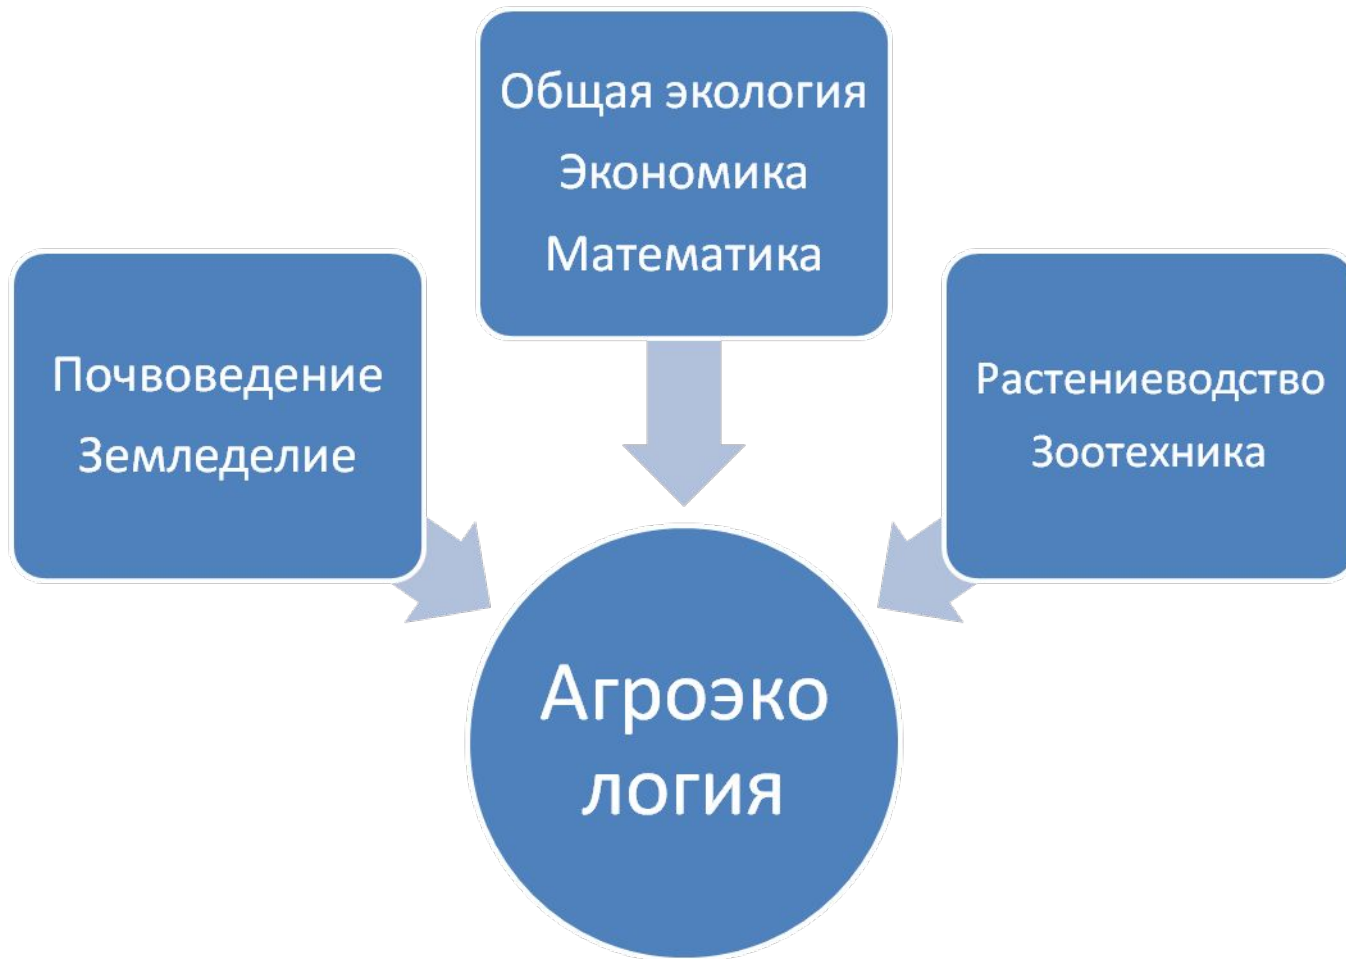 Общая экология
Экономика
Математика
Почвоведение
Земледелие
Растениеводство
Зоотехника
Агроэко
логия